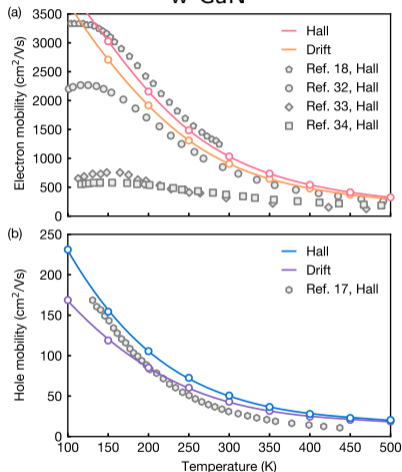 w-GaN
(a)
3500
3000
2500
2000
1500
1000
500
0
Electron mobility (cm²/Vs)
Hall
Drift
Ref. 18, Hall
Ref. 32, Hall
Ref. 33, Hall
Ref. 34, Hall
(b)
250
200
150
100
50
0
Hole mobility (cm²/Vs)
Hall
Drift
Ref. 17, Hall
100 150 200 250 300 350 400 450 500
Temperature (K)